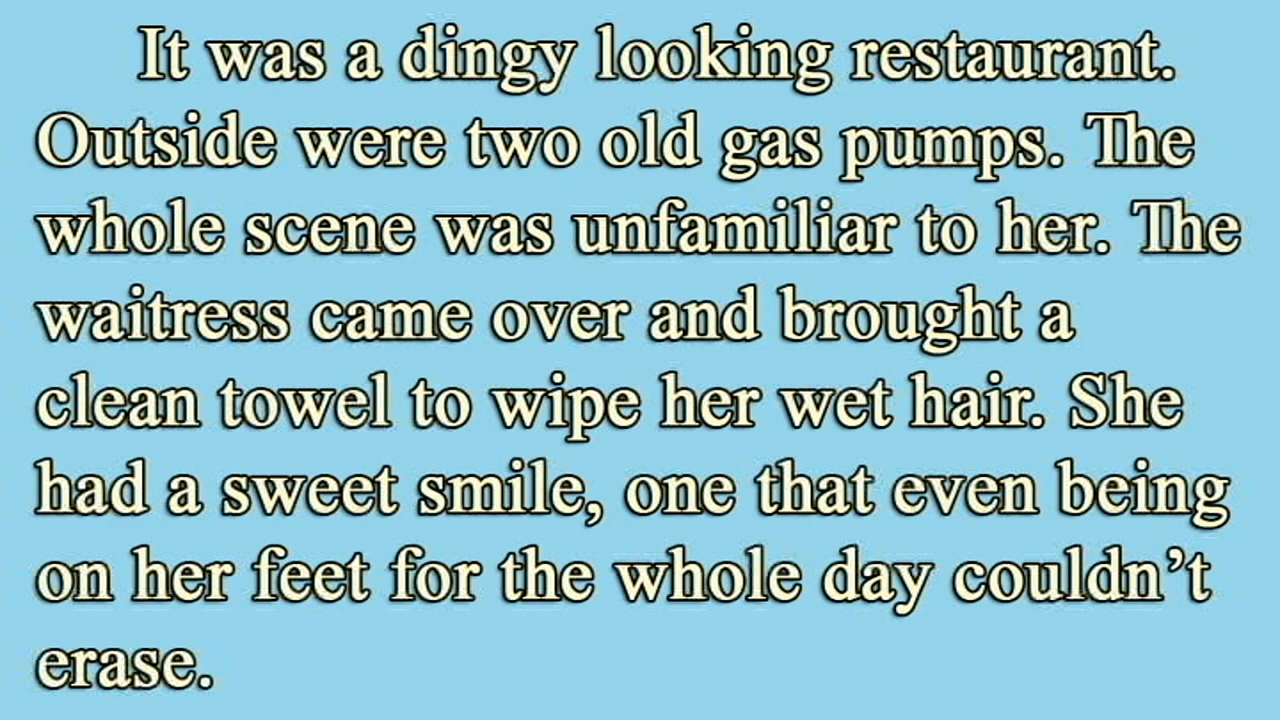 It was a dingy looking restaurant.
Outside were two old gas pumps. The
whole scene was unfamiliar to her. The
waitress came over and brought a
clean towel to wipe her wet hair. She
had a sweet smile, one that even being
on her feet for the whole day couldn’t
erase.